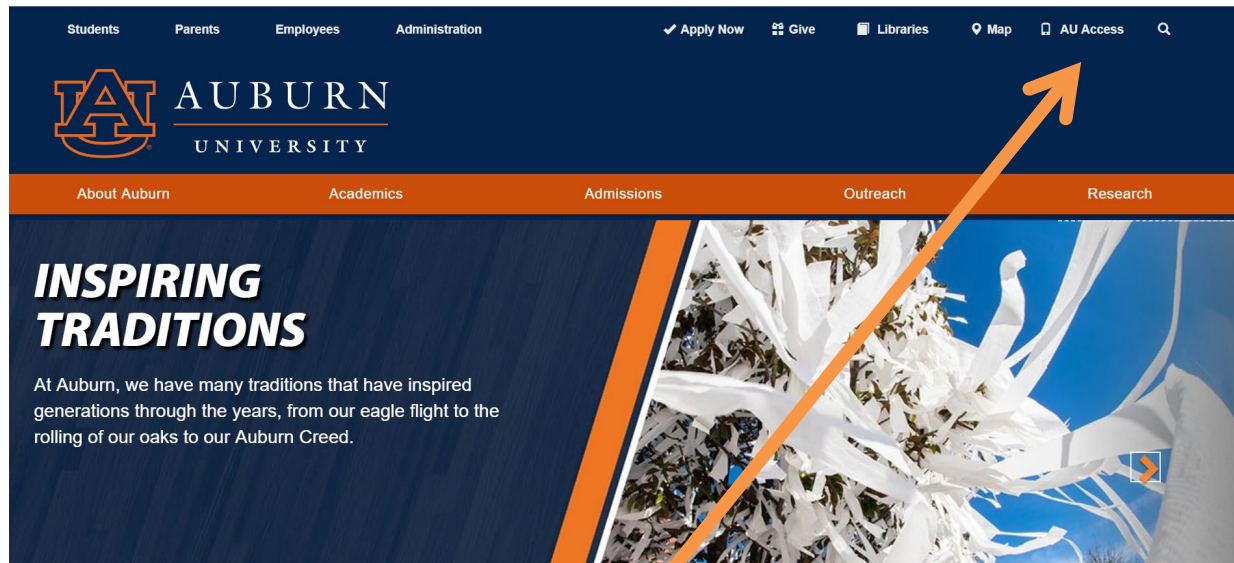 Students Parents Employees Administration Apply Now Give Libraries Map AU Access
AU
AUBURN
UNIVERSITY
About Auburn Academics Admissions Outreach Research
INSPIRING
TRADITIONS
At Auburn, we have many traditions that have inspired
generations through the years, from our eagle flight to the
rolling of our oaks to our Auburn Creed.